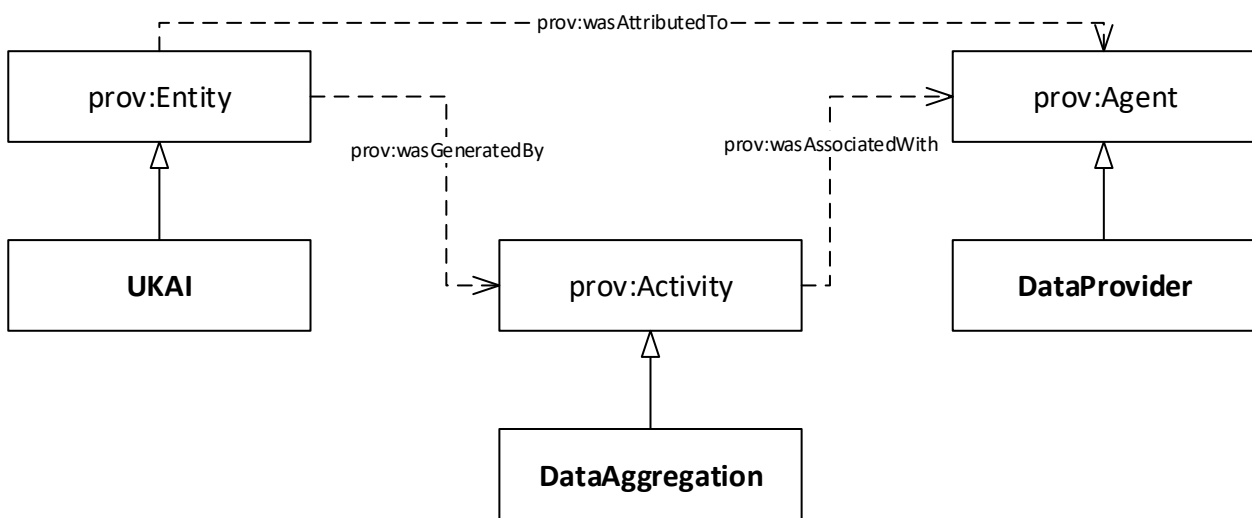 prov:wasAttributedTo
prov:Entity
prov:Agent
prov:wasGeneratedBy
prov:wasAssociatedWith
UKAI
prov:Activity
DataProvider
DataAggregation